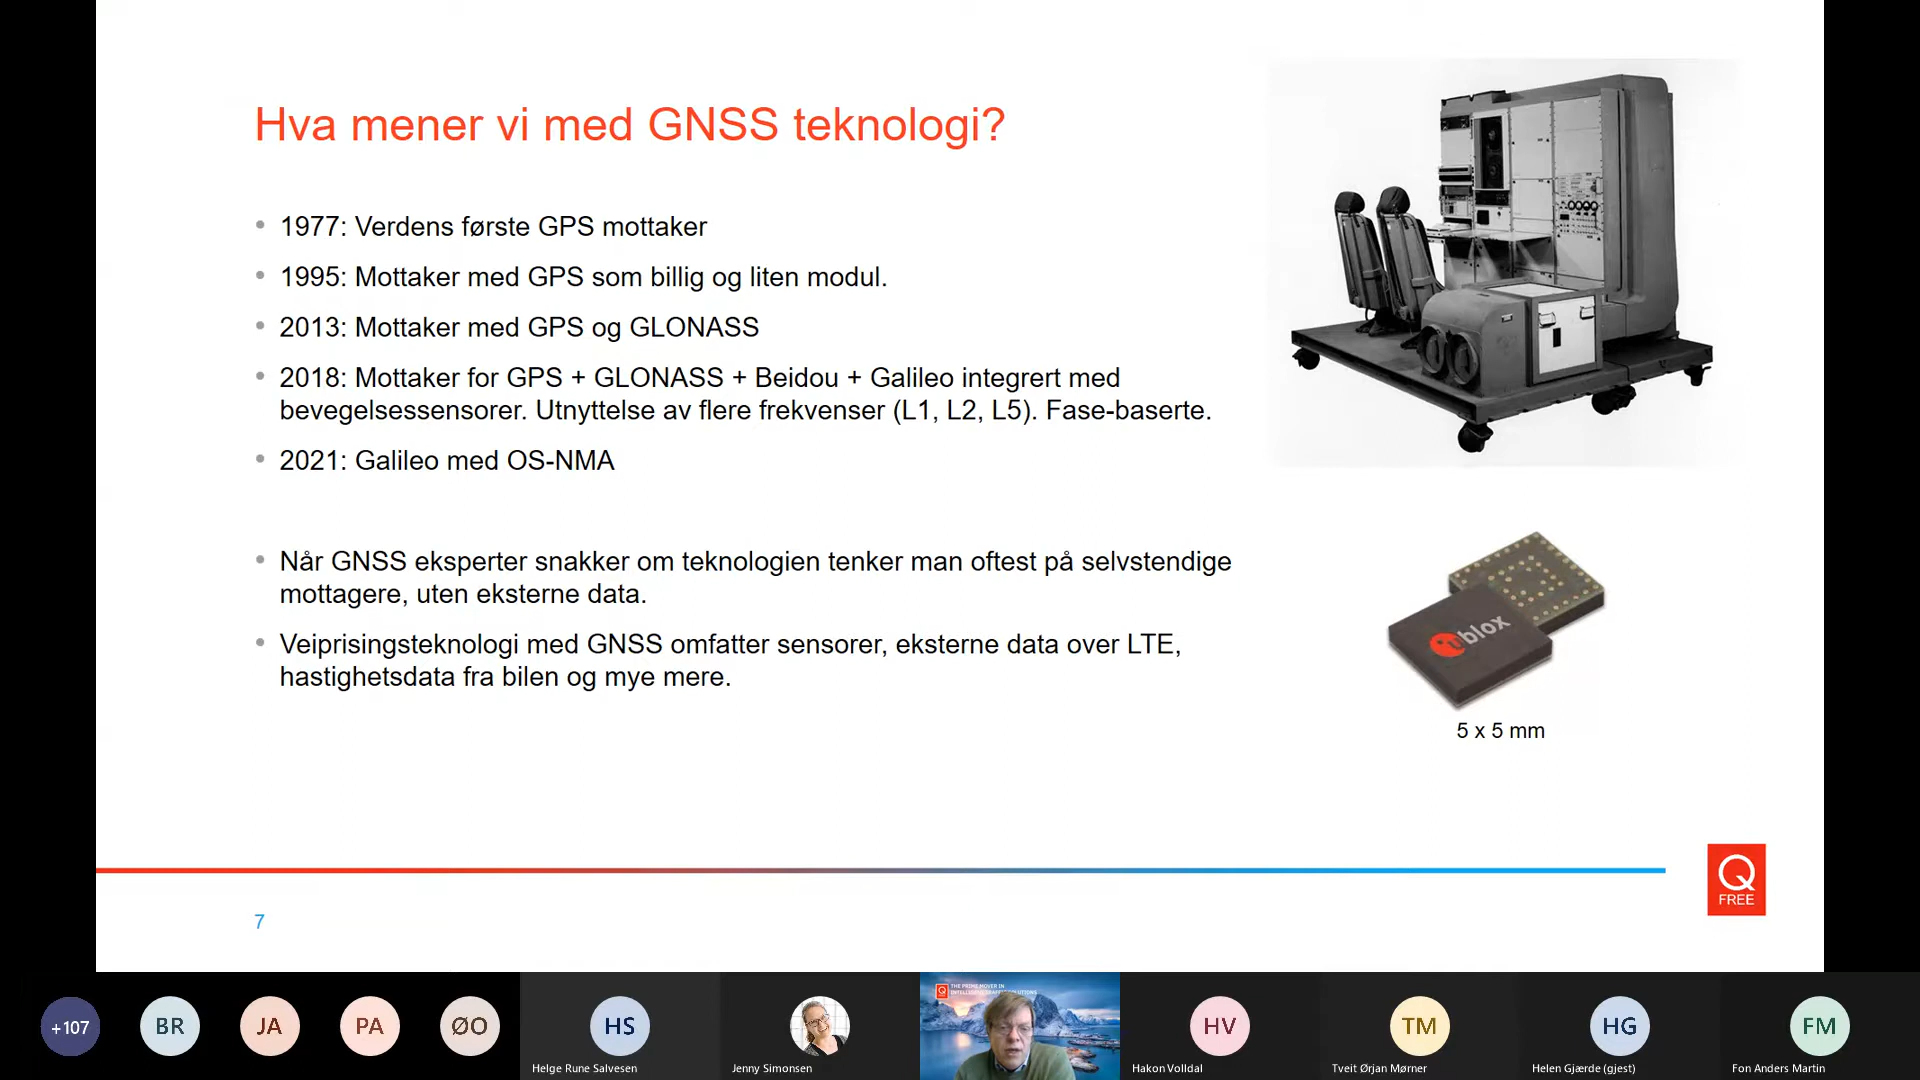 Hva mener vi med GNSS teknologi?
1977: Verdens første GPS mottaker
1995: Mottaker med GPS som billig og liten modul.
2013: Mottaker med GPS og GLONASS
2018: Mottaker for GPS + GLONASS + Beidou + Galileo integrert med
bevegelsessensorer. Utnyttelse av flere frekvenser (L1, L2, L5). Fase-baserte.
2021: Galileo med OS-NMA
Når GNSS eksperter snakker om teknologien tenker man oftest på selvstendige
mottagere, uten eksterne data.
Veiprisingsteknologi med GNSS omfatter sensorer, eksterne data over LTE,
hastighetsdata fra bilen og mye mere.
ublox
5 x 5 mm
Q
FREE
7
+107
BR
JA
PA
ØO
HS
Helge Rune Salvesen
Jenny Simonsen
THE PRIME MOVER IN
HV
Hakon Volldal
TM
Tveit Ørjan Mørner
HG
Helen Gjærde (gjest)
FM
Fon Anders Martin